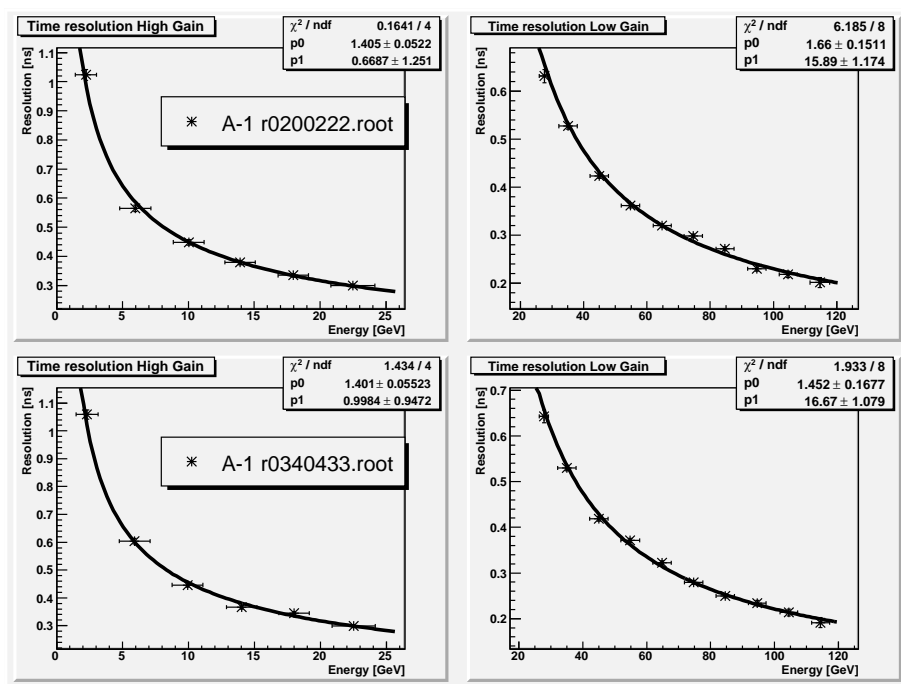 Time resolution High Gain
χ² / ndf 0.1641 / 4
p0 1.405 ± 0.0522
p1 0.6687 ± 1.251
Resolution [ns]
1.1
1
0.9
0.8
0.7
0.6
0.5
0.4
0.3
A-1 r0200222.root
0 5 10 15 20 25
Energy [GeV]
Time resolution Low Gain
χ² / ndf 6.185 / 8
p0 1.66 ± 0.1511
p1 15.89 ± 1.174
Resolution [ns]
0.6
0.5
0.4
0.3
0.2
20 40 60 80 100 120
Energy [GeV]
Time resolution High Gain
χ² / ndf 1.434 / 4
p0 1.401 ± 0.05523
p1 0.9984 ± 0.9472
Resolution [ns]
1.1
1
0.9
0.8
0.7
0.6
0.5
0.4
0.3
A-1 r0340433.root
0 5 10 15 20 25
Energy [GeV]
Time resolution Low Gain
χ² / ndf 1.933 / 8
p0 1.452 ± 0.1677
p1 16.67 ± 1.079
Resolution [ns]
0.7
0.6
0.5
0.4
0.3
0.2
20 40 60 80 100 120
Energy [GeV]